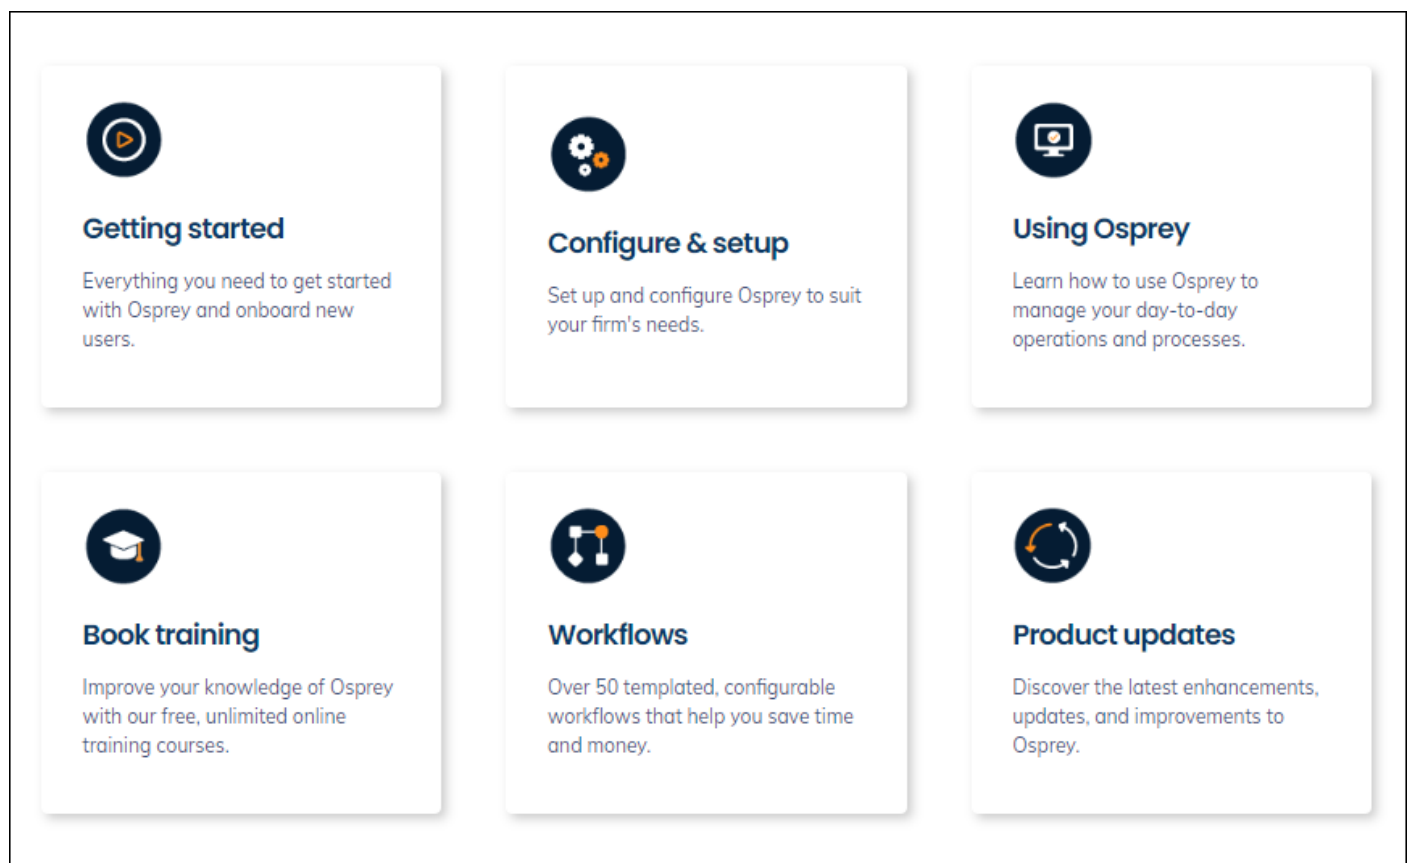 Getting started
Everything you need to get started
with Osprey and onboard new
users.
Configure & setup
Set up and configure Osprey to suit
your firm's needs.
Using Osprey
Learn how to use Osprey to
manage your day-to-day
operations and processes.
Book training
Improve your knowledge of Osprey
with our free, unlimited online
training courses.
Workflows
Over 50 templated, configurable
workflows that help you save time
and money.
Product updates
Discover the latest enhancements,
updates, and improvements to
Osprey.